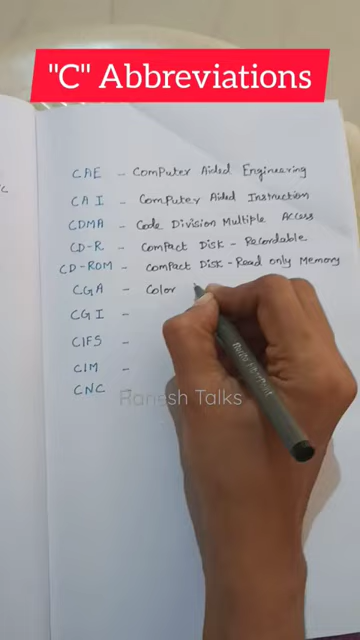 "C" Abbreviations
CAE - Computer Aided Engineering
CAI - Computer Aided Instruction
CDMA - Code Division Multiple Access
CD-R - Compact Disk - Recordable
CD-ROM - Compact Disk - Read only Memory
CGA - Color
CGI -
CIFS -
CIM -
CNC -
Ranesh Talks